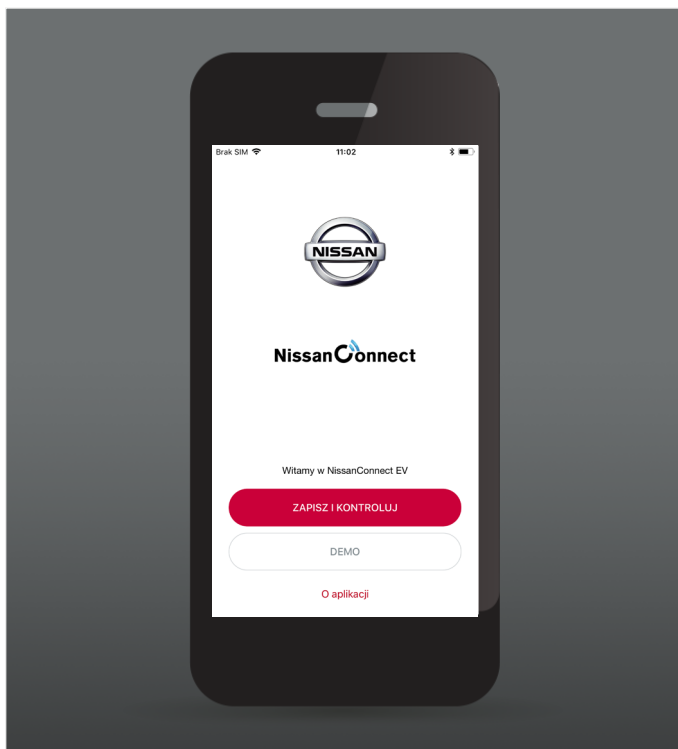 Brak SIM 11:02
NISSAN
NissanConnect
Witamy w NissanConnect EV
ZAPISZ I KONTROLUJ
DEMO
O aplikacji